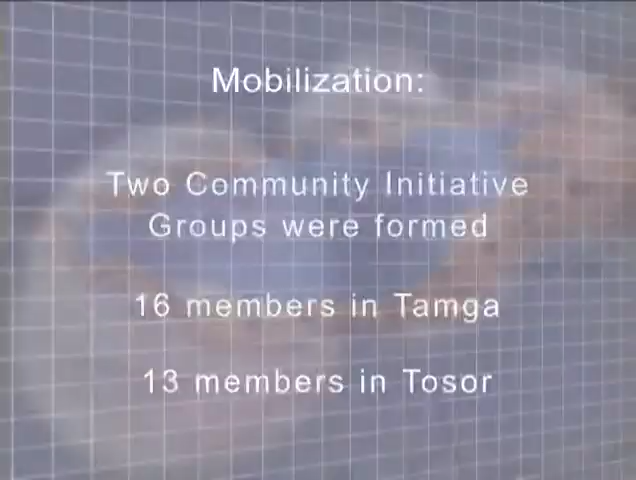 Mobilization:
Two Community Initiative
Groups were formed
16 members in Tamga
13 members in Tosor